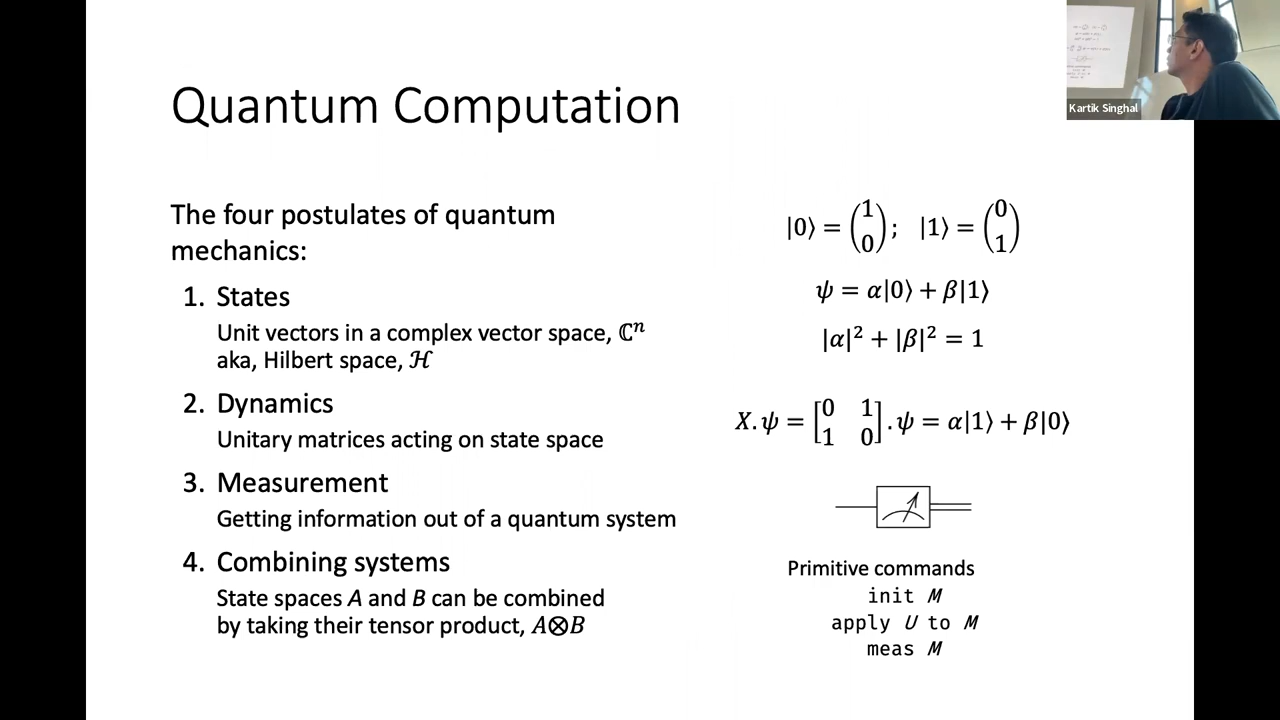 Quantum Computation
The four postulates of quantum
mechanics:
1. States
Unit vectors in a complex vector space, ℂⁿ
aka, Hilbert space, ℋ
2. Dynamics
Unitary matrices acting on state space
3. Measurement
Getting information out of a quantum system
4. Combining systems
State spaces A and B can be combined
by taking their tensor product, A⊗B
|0⟩ = (1 0); |1⟩ = (0 1)
ψ = α|0⟩ + β|1⟩
|α|² + |β|² = 1
X.ψ = [0 1 1 0].ψ = α|1⟩ + β|0⟩
Primitive commands
init M
apply U to M
meas M
Kartik Singhal